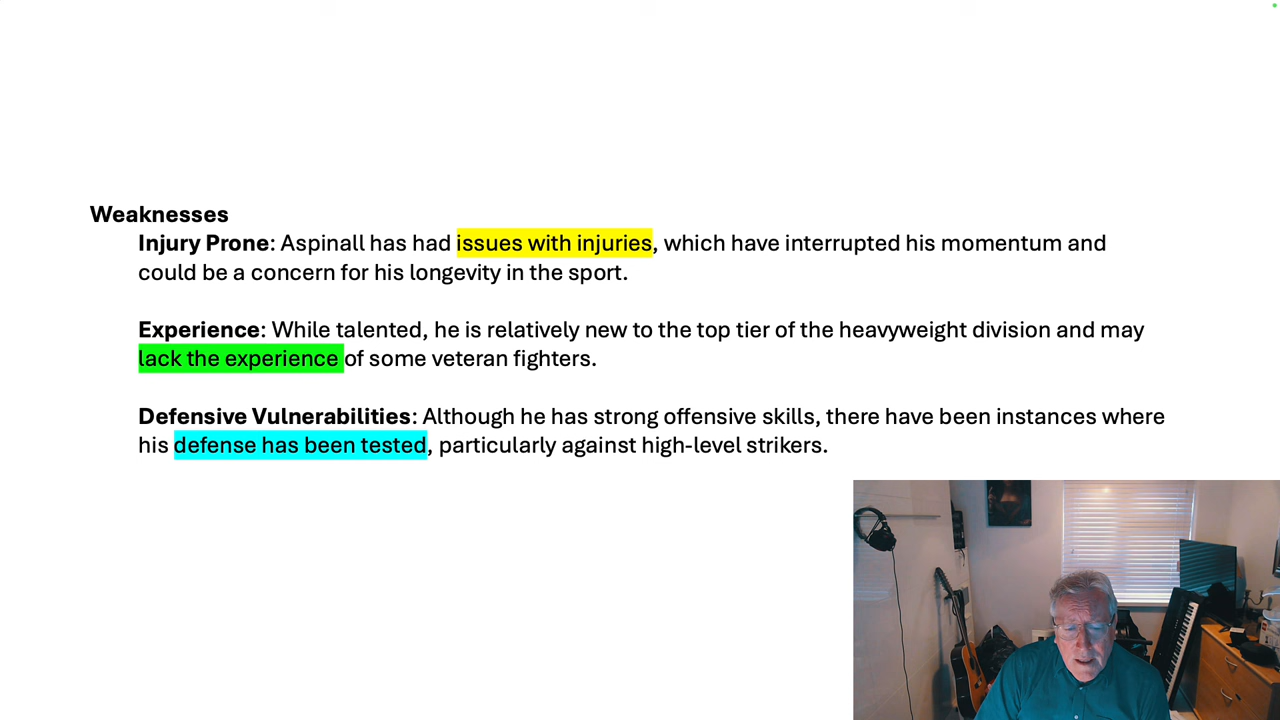 Weaknesses
Injury Prone: Aspinall has had issues with injuries, which have interrupted his momentum and
could be a concern for his longevity in the sport.
Experience: While talented, he is relatively new to the top tier of the heavyweight division and may
lack the experience of some veteran fighters.
Defensive Vulnerabilities: Although he has strong offensive skills, there have been instances where
his defense has been tested, particularly against high-level strikers.